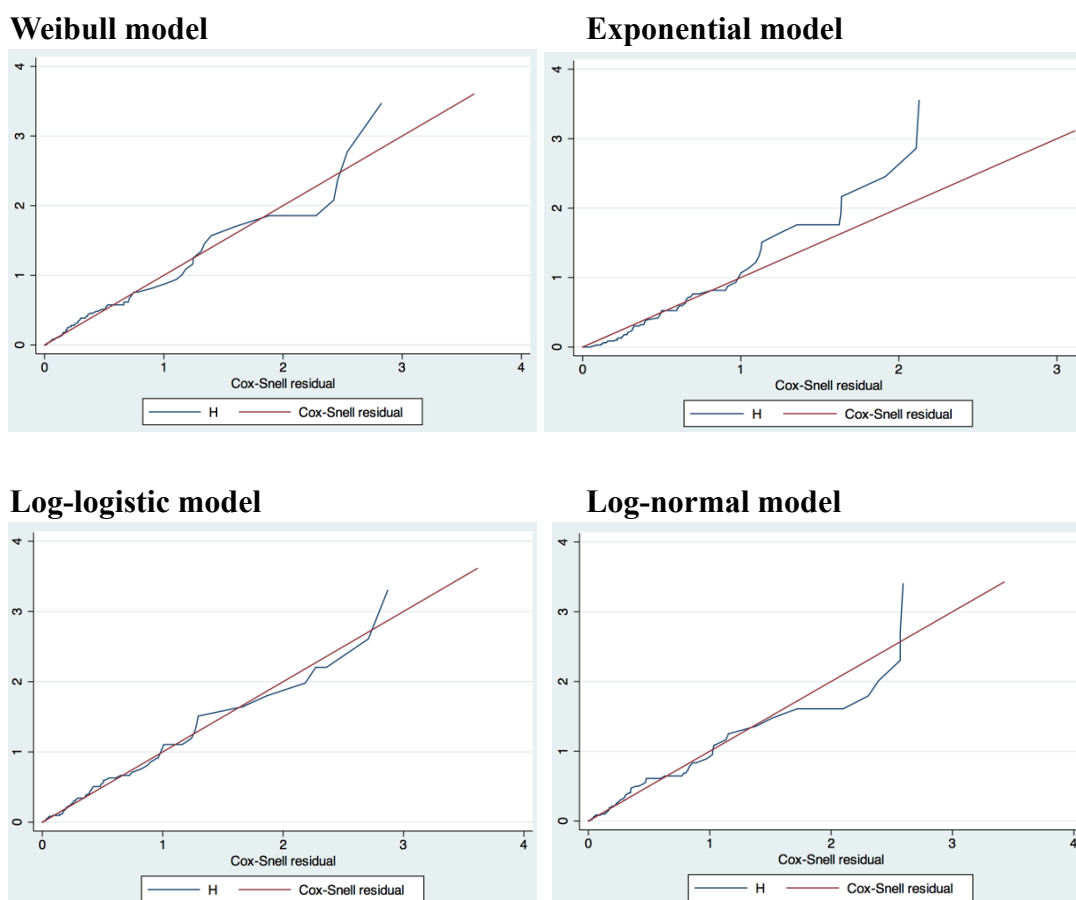 Weibull model
4
3
2
1
0
0 1 2 3 4
Cox-Snell residual
H Cox-Snell residual
Exponential model
4
3
2
1
0
0 1 2 3
Cox-Snell residual
H Cox-Snell residual
Log-logistic model
4
3
2
1
0
0 1 2 3 4
Cox-Snell residual
H Cox-Snell residual
Log-normal model
4
3
2
1
0
0 1 2 3 4
Cox-Snell residual
H Cox-Snell residual